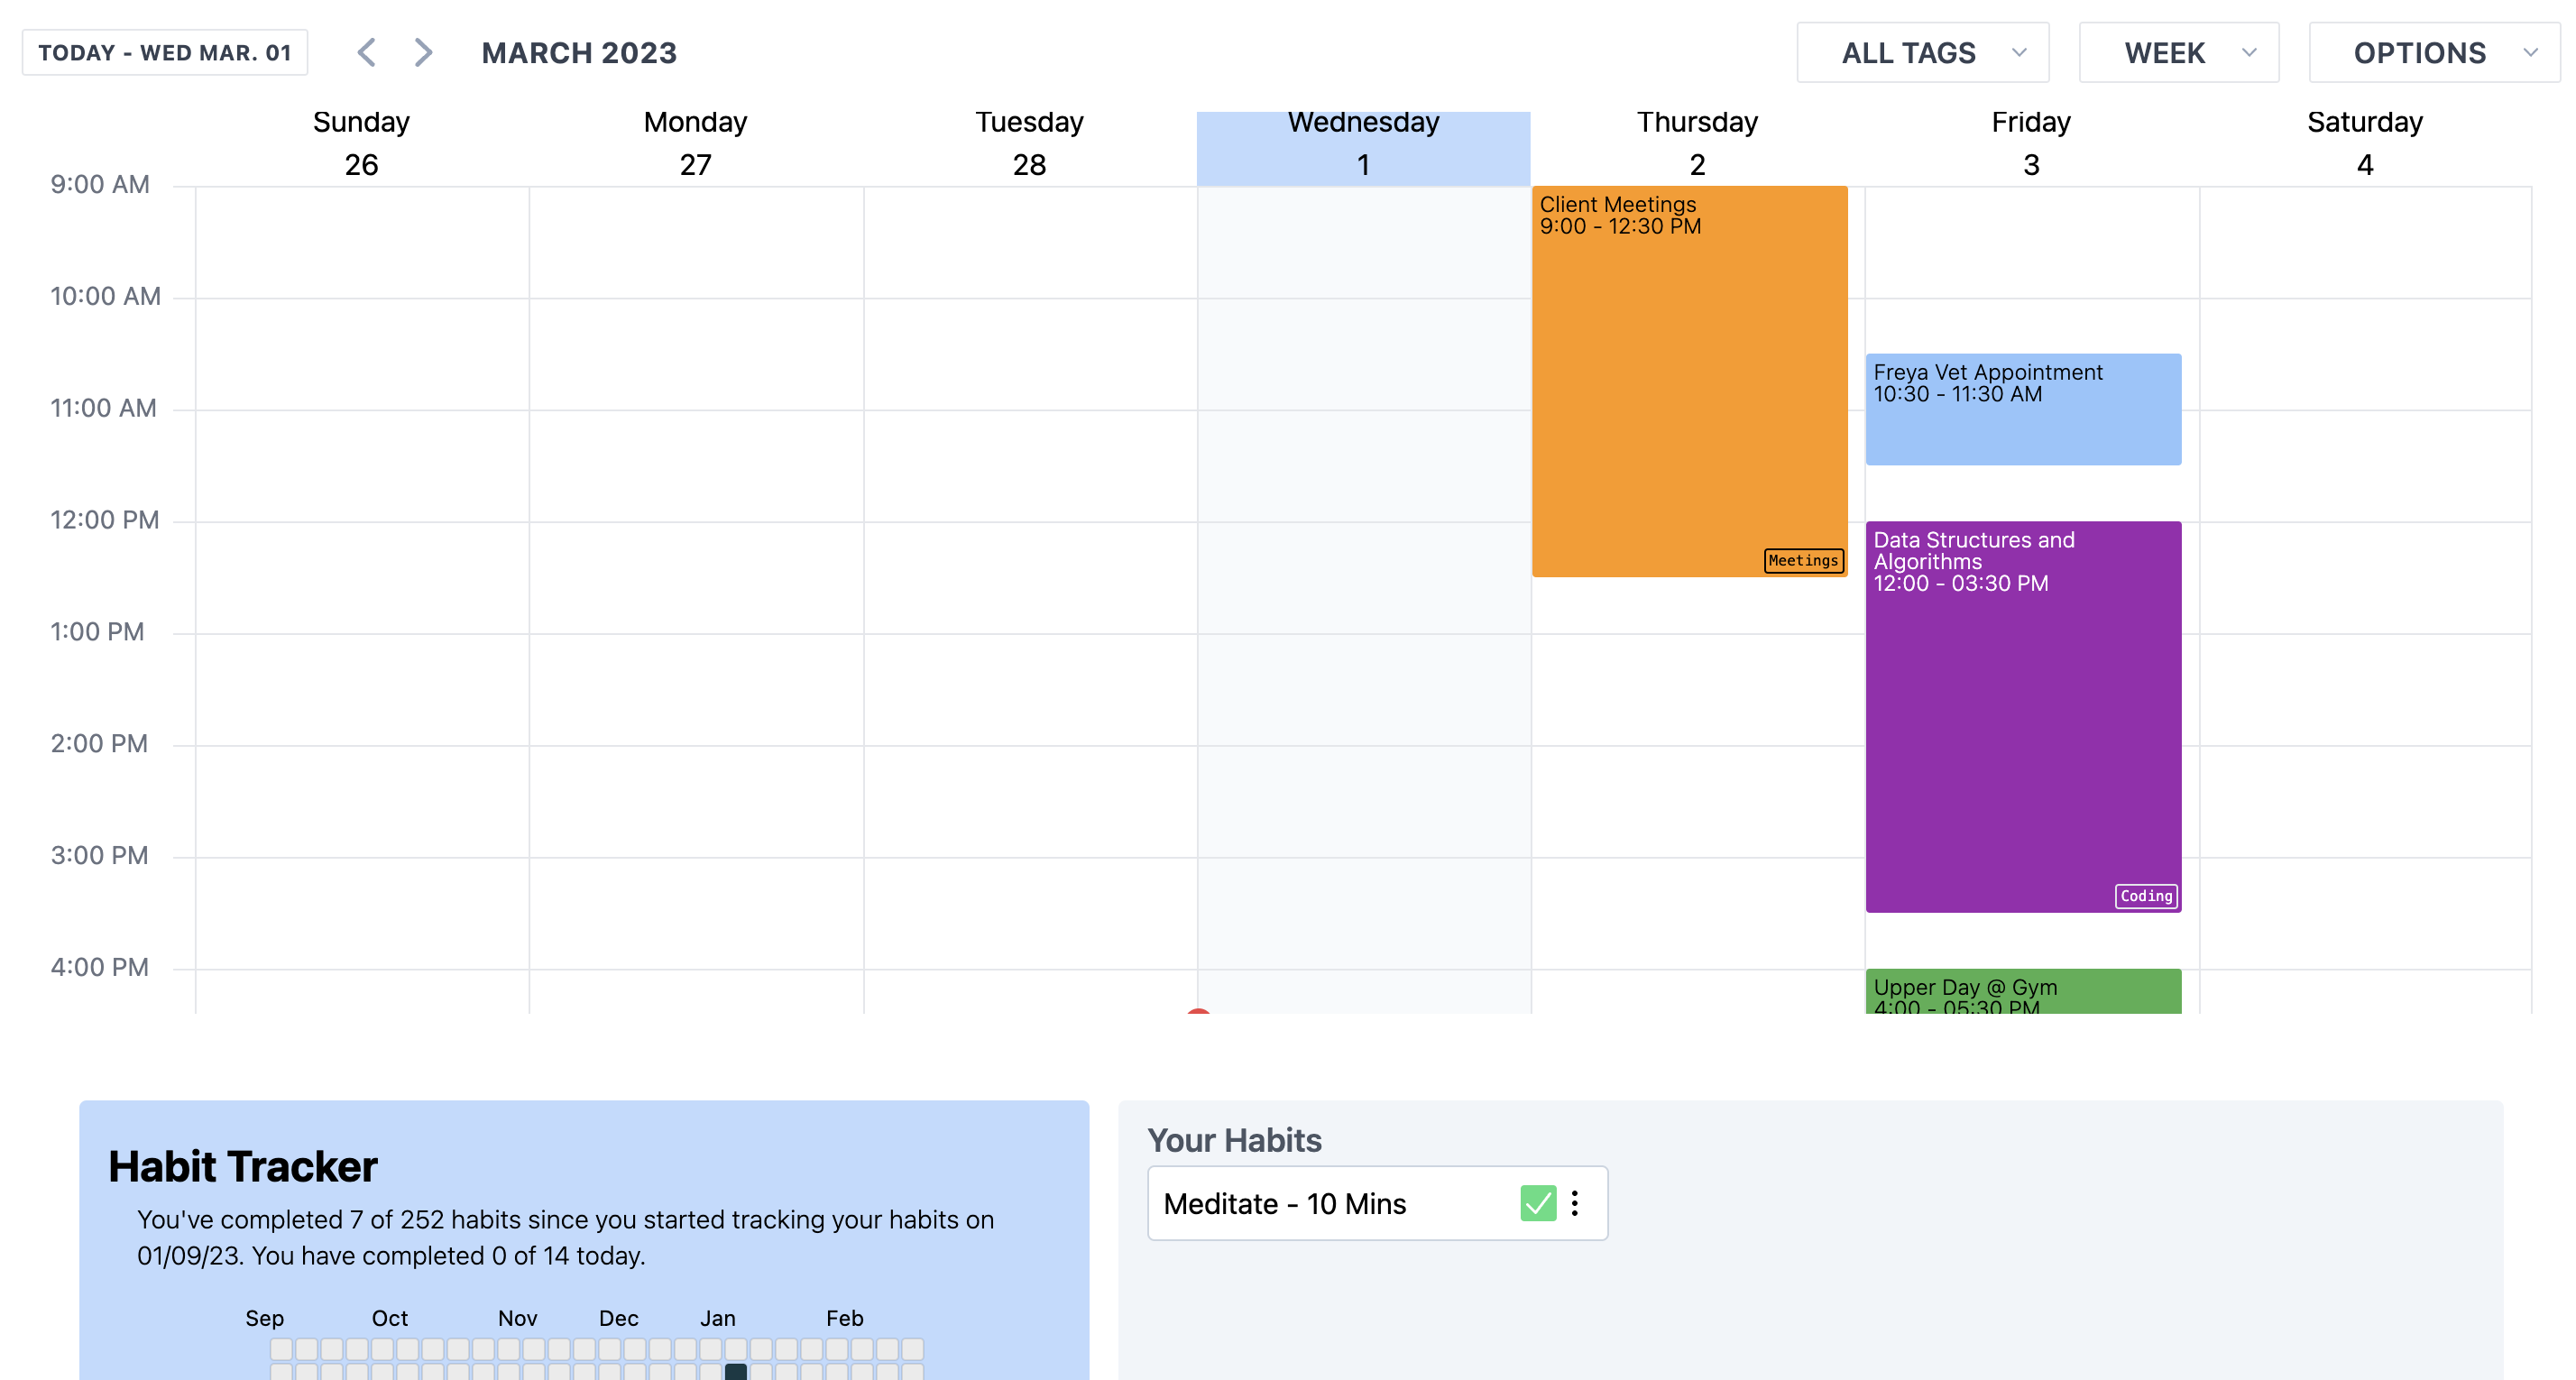 TODAY - WED MAR. 01
MARCH 2023
ALL TAGS
WEEK
OPTIONS
Sunday
26
Monday
27
Tuesday
28
Wednesday
1
Thursday
2
Friday
3
Saturday
4
9:00 AM
10:00 AM
11:00 AM
12:00 PM
1:00 PM
2:00 PM
3:00 PM
4:00 PM
Client Meetings
9:00 - 12:30 PM
Meetings
Freya Vet Appointment
10:30 - 11:30 AM
Data Structures and
Algorithms
12:00 - 03:30 PM
Coding
Upper Day @ Gym
4:00 - 05:30 PM
Habit Tracker
You've completed 7 of 252 habits since you started tracking your habits on
01/09/23. You have completed 0 of 14 today.
Sep Oct Nov Dec Jan Feb
Your Habits
Meditate - 10 Mins